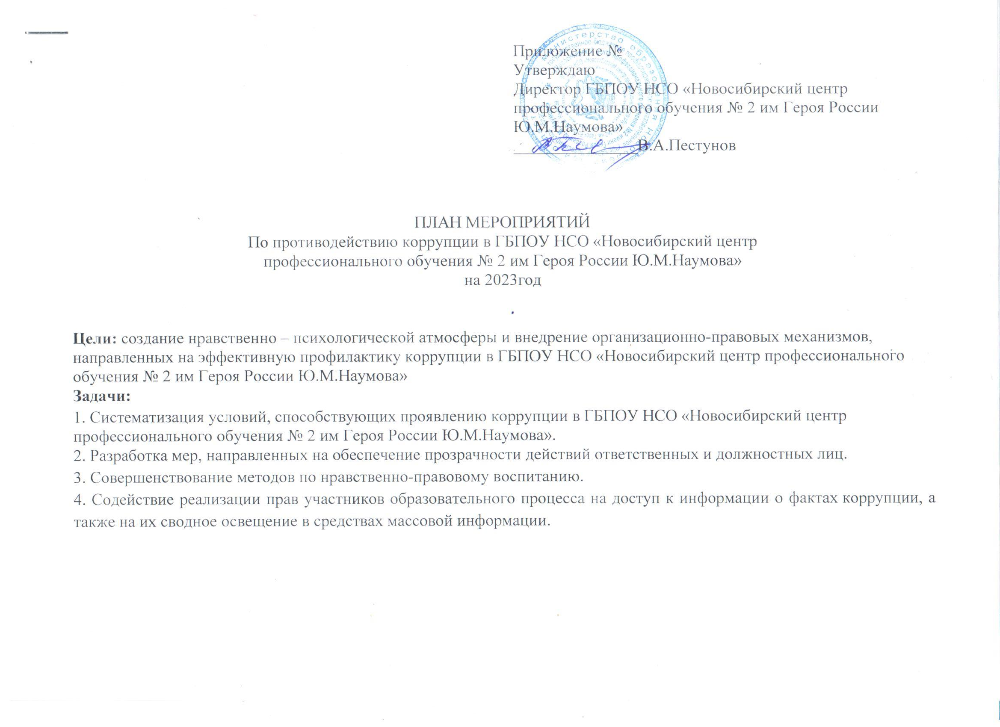 Приложение №
Утверждаю
Директор ГБПОУ НСО «Новосибирский центр
профессионального обучения № 2 им Героя России
Ю.М.Наумова»
В.А.Пестунов
ПЛАН МЕРОПРИЯТИЙ
По противодействию коррупции в ГБПОУ НСО «Новосибирский центр
профессионального обучения № 2 им Героя России Ю.М.Наумова»
на 2023год
Цели: создание нравственно – психологической атмосферы и внедрение организационно-правовых механизмов,
направленных на эффективную профилактику коррупции в ГБПОУ НСО «Новосибирский центр профессионального
обучения № 2 им Героя России Ю.М.Наумова»
Задачи:
1. Систематизация условий, способствующих проявлению коррупции в ГБПОУ НСО «Новосибирский центр
профессионального обучения № 2 им Героя России Ю.М.Наумова».
2. Разработка мер, направленных на обеспечение прозрачности действий ответственных и должностных лиц.
3. Совершенствование методов по нравственно-правовому воспитанию.
4. Содействие реализации прав участников образовательного процесса на доступ к информации о фактах коррупции, а
также на их сводное освещение в средствах массовой информации.